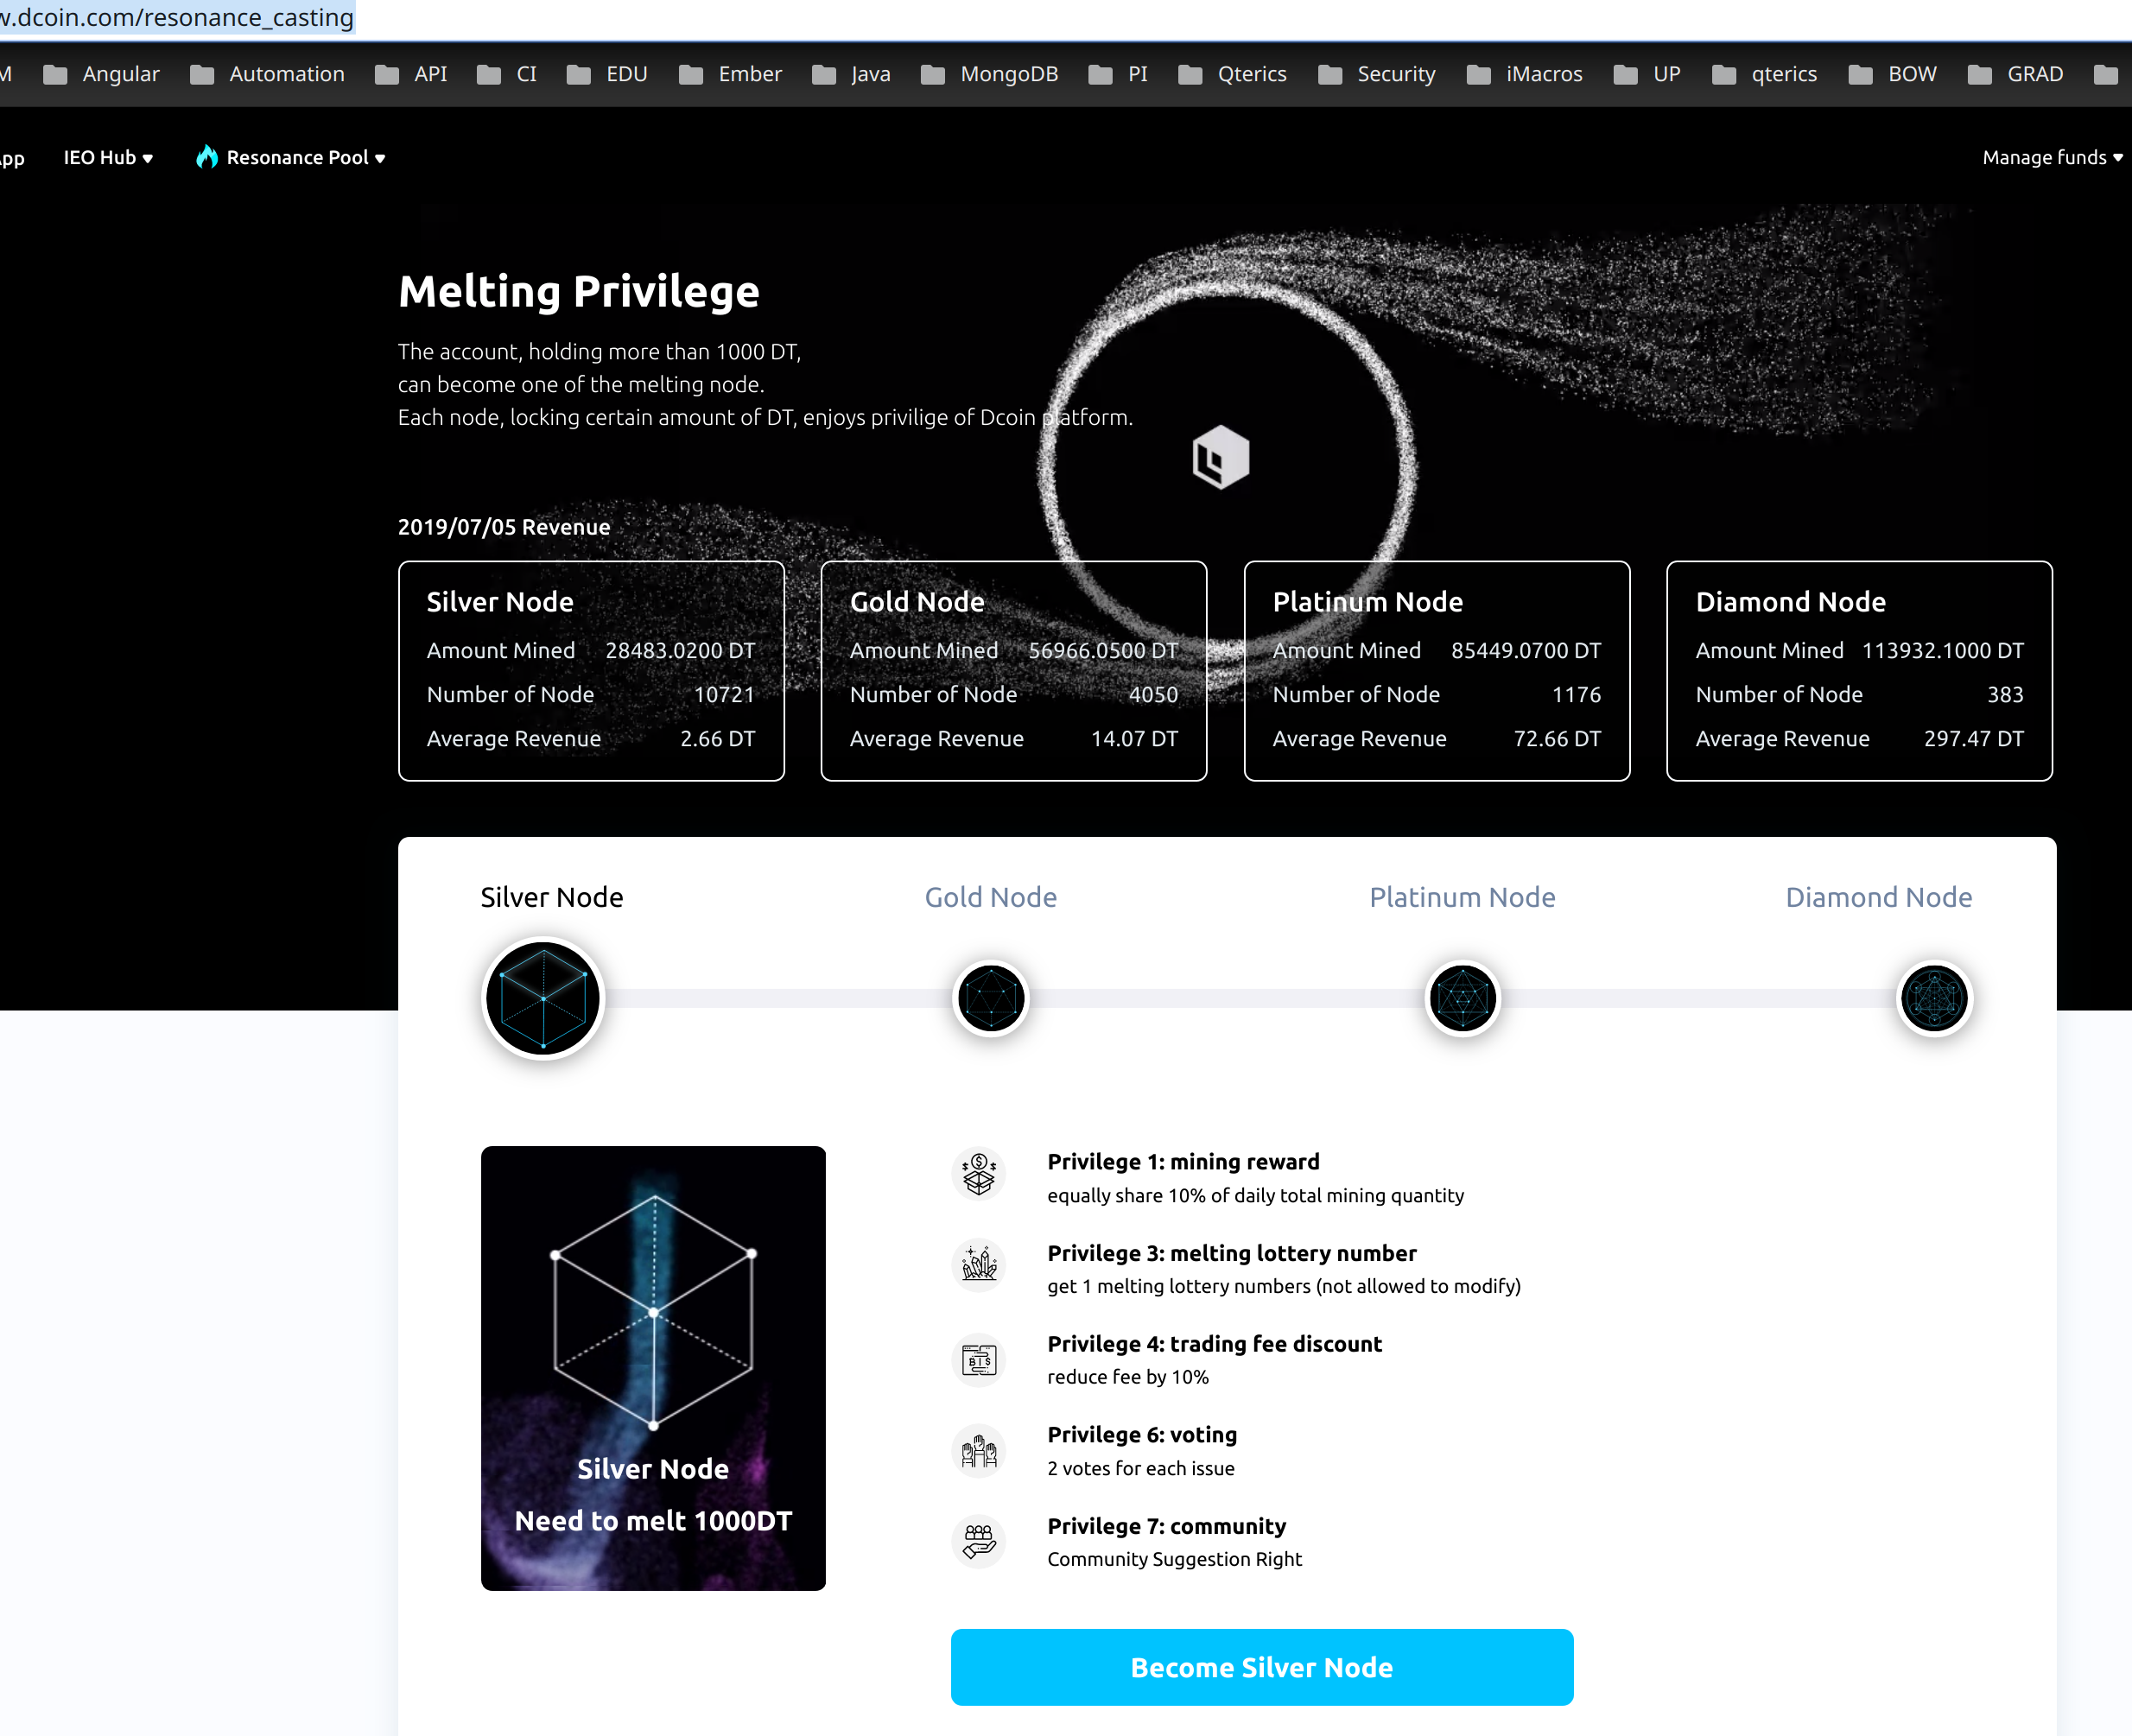 w.dcoin.com/resonance_casting
M Angular Automation API CI EDU Ember Java MongoDB PI Qterics Security iMacros UP qterics BOW GRAD
App IEO Hub Resonance Pool Manage funds
Melting Privilege
The account, holding more than 1000 DT,
can become one of the melting node.
Each node, locking certain amount of DT, enjoys privilige of Dcoin platform.
2019/07/05 Revenue
Silver Node
Amount Mined 28483.0200 DT
Number of Node 10721
Average Revenue 2.66 DT
Gold Node
Amount Mined 56966.0500 DT
Number of Node 4050
Average Revenue 14.07 DT
Platinum Node
Amount Mined 85449.0700 DT
Number of Node 1176
Average Revenue 72.66 DT
Diamond Node
Amount Mined 113932.1000 DT
Number of Node 383
Average Revenue 297.47 DT
Silver Node Gold Node Platinum Node Diamond Node
Silver Node
Need to melt 1000DT
Privilege 1: mining reward
equally share 10% of daily total mining quantity
Privilege 3: melting lottery number
get 1 melting lottery numbers (not allowed to modify)
Privilege 4: trading fee discount
reduce fee by 10%
Privilege 6: voting
2 votes for each issue
Privilege 7: community
Community Suggestion Right
Become Silver Node